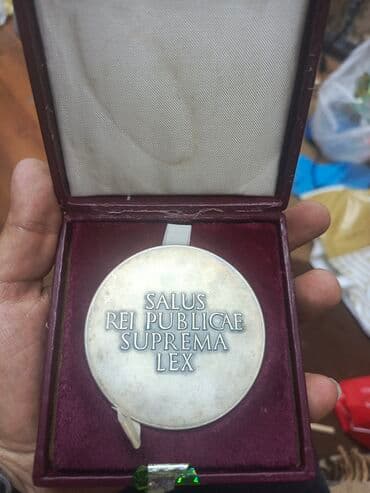 SALUS
REI PUBLICAE
SUPREMA
LEX